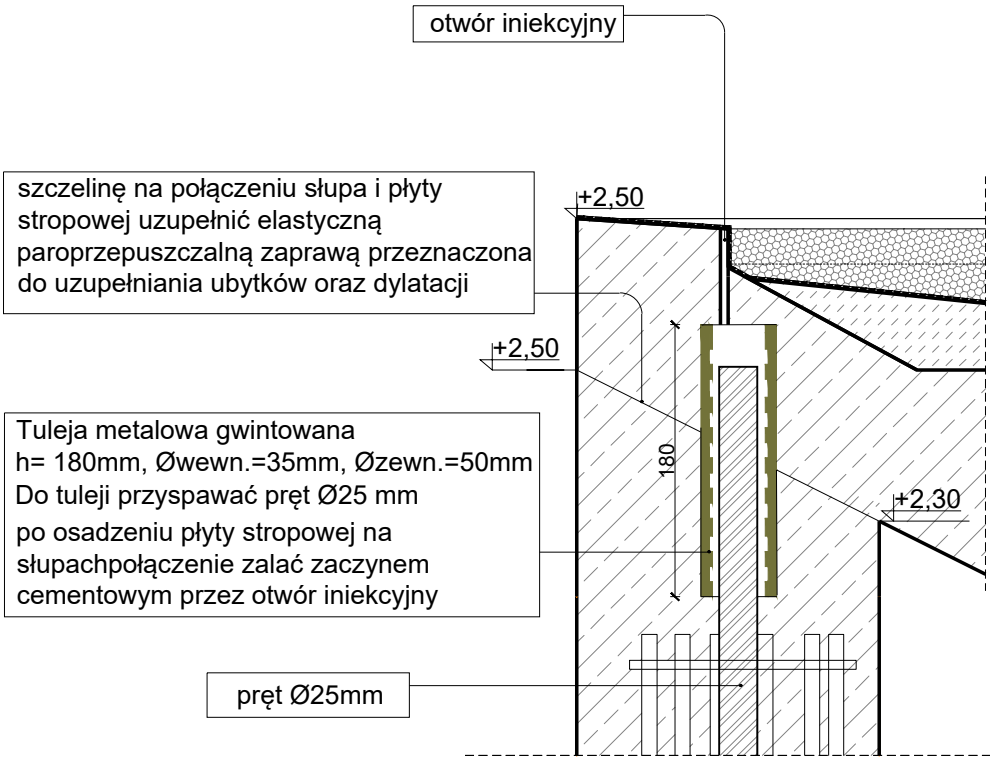 otwór iniekcyjny
szczelinę na połączeniu słupa i płyty
stropowej uzupełnić elastyczną
paroprzepuszczalną zaprawą przeznaczona
do uzupełniania ubytków oraz dylatacji
+2,50
+2,50
Tuleja metalowa gwintowana
h= 180mm, Øwewn.=35mm, Øzewn.=50mm
Do tuleji przyspawać pręt Ø25 mm
po osadzeniu płyty stropowej na
słupachpołączenie zalać zaczynem
cementowym przez otwór iniekcyjny
180
+2,30
pręt Ø25mm